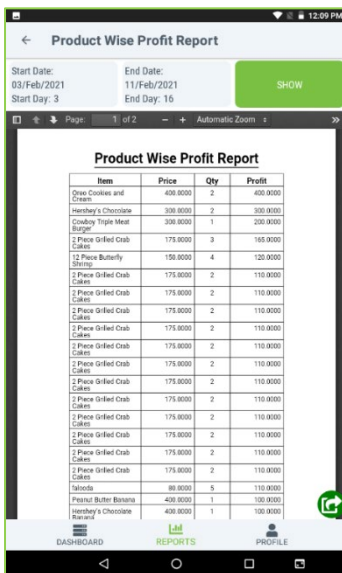 12:09 PM
Product Wise Profit Report
Start Date: End Date:
03/Feb/2021 11/Feb/2021 SHOW
Start Day: 3 End Day: 16
Page: 1 of 2 − + Automatic Zoom
Product Wise Profit Report
Item Price Qty Profit
Oreo Cookies and 400.0000 2 400.0000
Cream
Hershey's Chocolate 300.0000 2 300.0000
Cowboy Triple Meat 300.0000 1 200.0000
Burger
2 Piece Grilled Crab 175.0000 3 165.0000
Cakes
12 Piece Butterfly 150.0000 4 120.0000
Shrimp
2 Piece Grilled Crab 175.0000 2 110.0000
Cakes
2 Piece Grilled Crab 175.0000 2 110.0000
Cakes
2 Piece Grilled Crab 175.0000 2 110.0000
Cakes
2 Piece Grilled Crab 175.0000 2 110.0000
Cakes
2 Piece Grilled Crab 175.0000 2 110.0000
Cakes
2 Piece Grilled Crab 175.0000 2 110.0000
Cakes
2 Piece Grilled Crab 175.0000 2 110.0000
Cakes
2 Piece Grilled Crab 175.0000 2 110.0000
Cakes
2 Piece Grilled Crab 175.0000 2 110.0000
Cakes
2 Piece Grilled Crab 175.0000 2 110.0000
Cakes
falooda 80.0000 5 110.0000
Peanut Butter Banana 400.0000 1 100.0000
Hershey's Chocolate 400.0000 1 100.0000
Banana
DASHBOARD REPORTS PROFILE